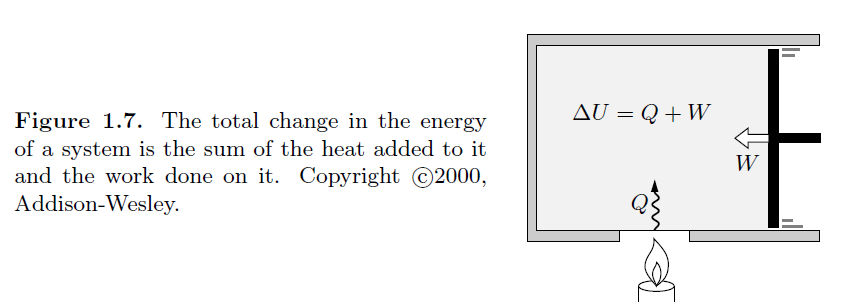 Figure 1.7. The total change in the energy
of a system is the sum of the heat added to it
and the work done on it. Copyright ©2000,
Addison-Wesley.
ΔU = Q + W
W
Q